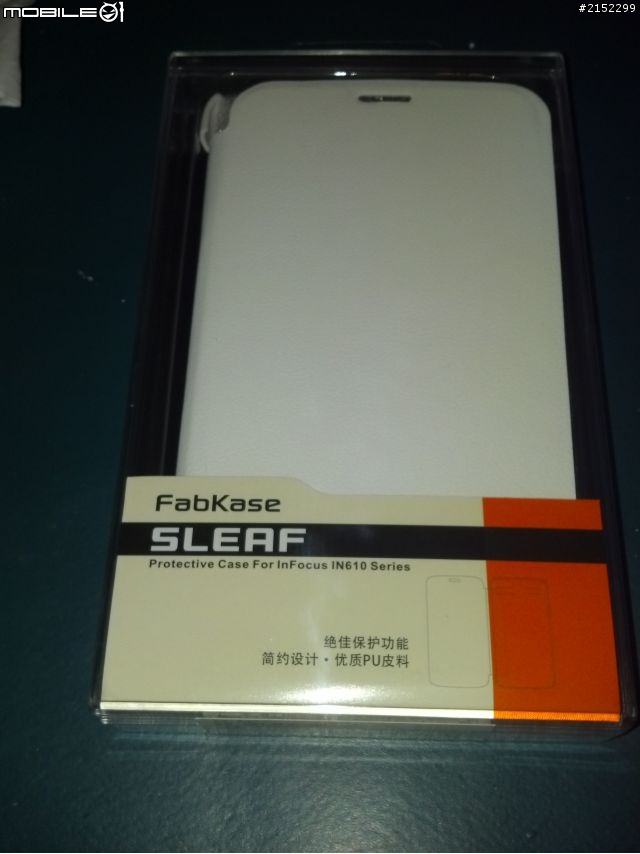 MOBILE01
#2152299
FabKase
SLEAF
Protective Case For InFocus IN610 Series
绝佳保护功能
简约设计・优质PU皮料